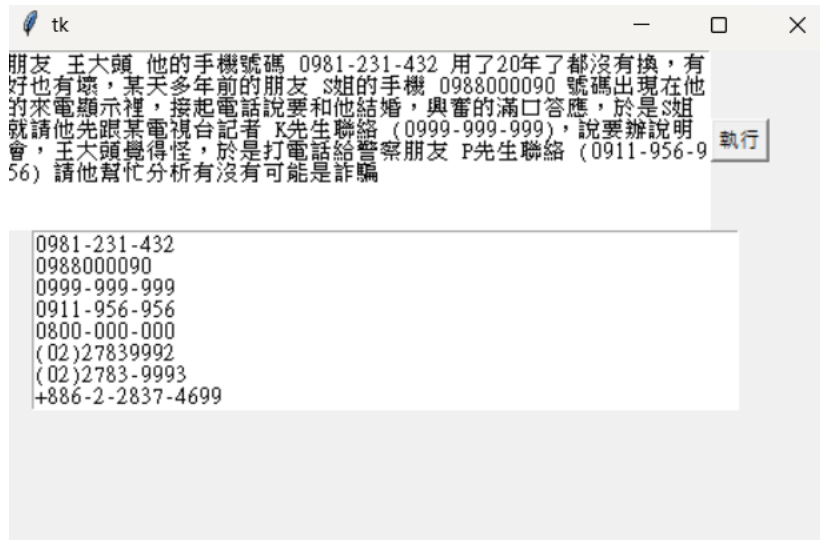 tk
朋友 王大頭 他的手機號碼 0981-231-432 用了20年了都沒有換，有
好也有壞，某天多年前的朋友 S姐的手機 0988000090 號碼出現在他
的來電顯示裡，接起電話說要和他結婚，興奮的滿口答應，於是S姐
就請他先跟某電視台記者 K先生聯絡 (0999-999-999)，說要辦說明
會，王大頭覺得怪，於是打電話給警察朋友 P先生聯絡 (0911-956-9
56) 請他幫忙分析有沒有可能是詐騙
執行
0981-231-432
0988000090
0999-999-999
0911-956-956
0800-000-000
(02)27839992
(02)2783-9993
+886-2-2837-4699